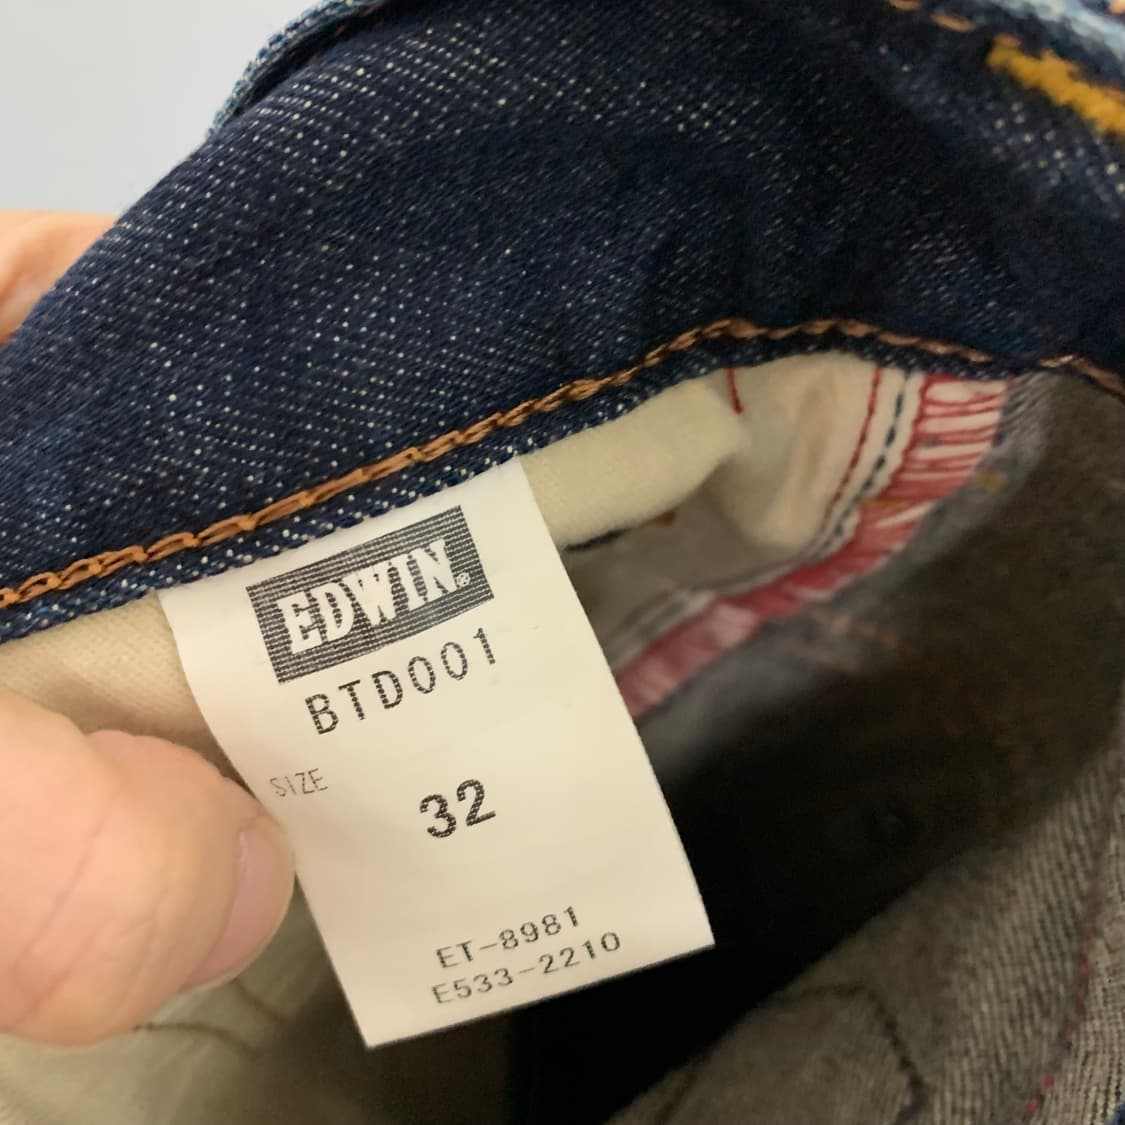 EDWIN®
BTD001
SIZE
32
ET-8981
E533-2210